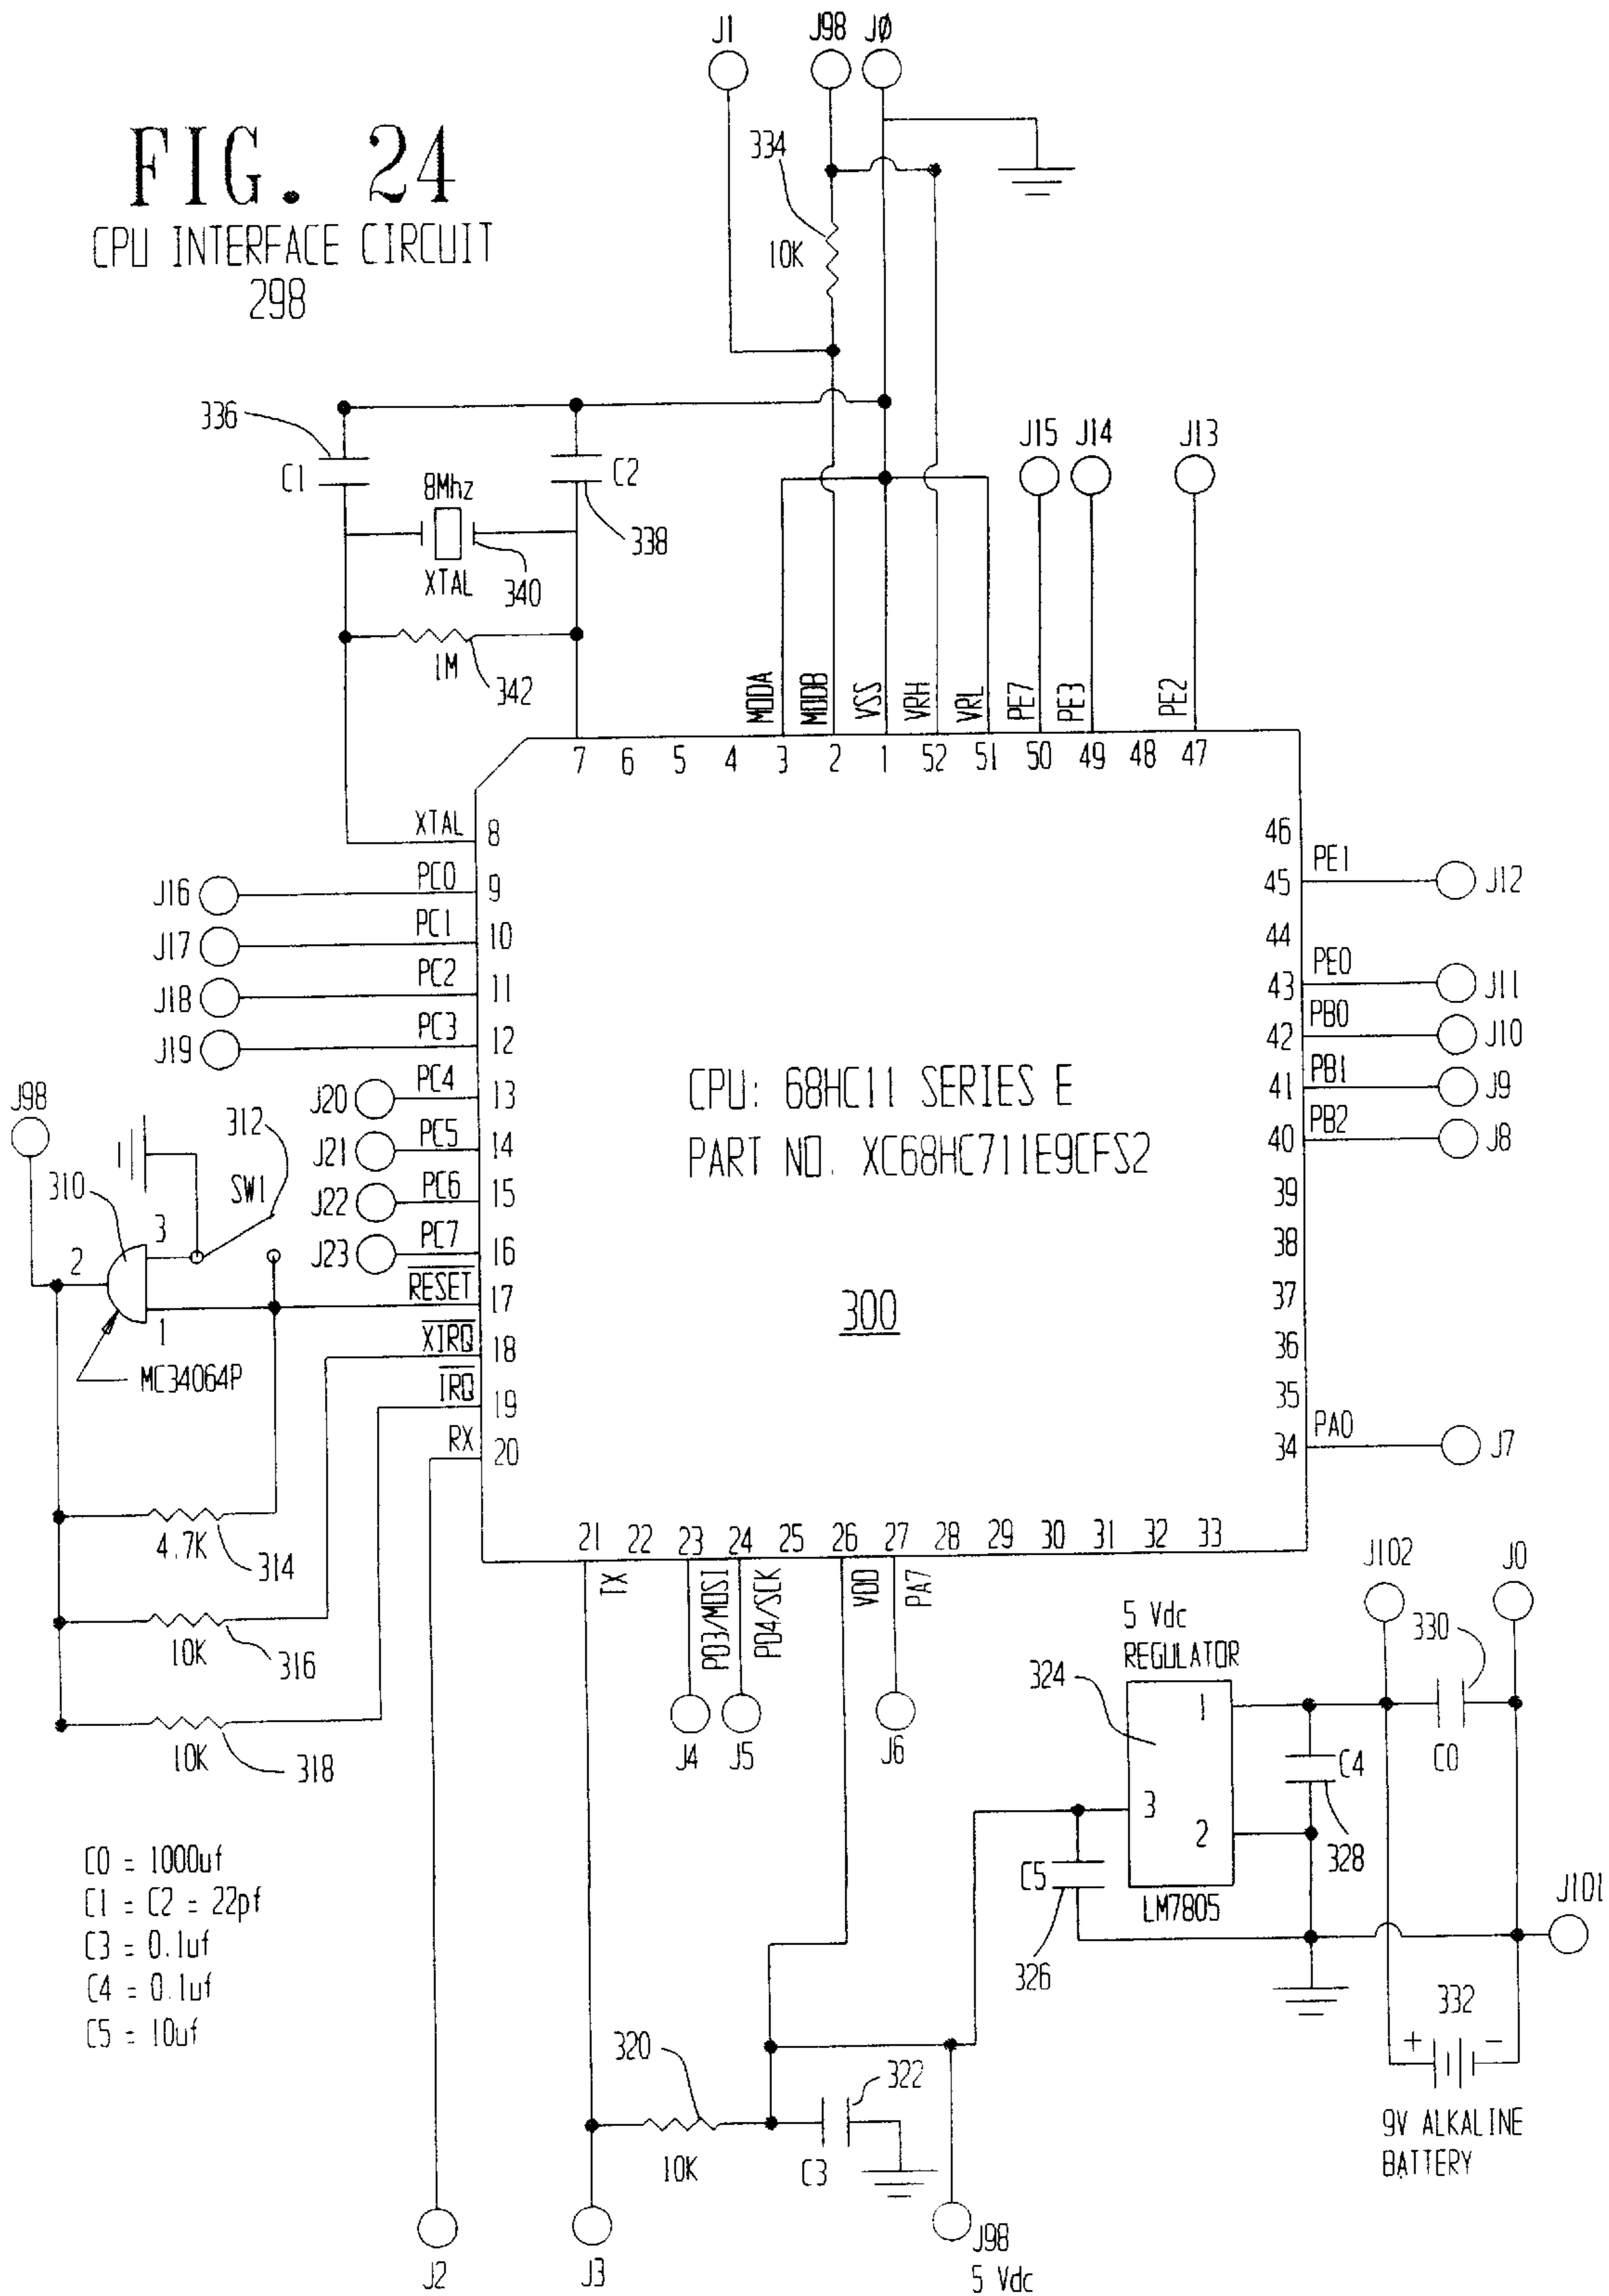 J1 J98 JØ
FIG. 24
CPU INTERFACE CIRCUIT
298
334
10K
336
C1
8Mhz
C2
338
XTAL
340
1M
342
J15 J14 J13
MODA
MODB
VSS
VRH
VRL
PE7
PE3
PE2
7 6 5 4 3 2 1 52 51 50 49 48 47
XTAL 8
J16 PC0 9
J17 PC1 10
J18 PC2 11
J19 PC3 12
J20 PC4 13
J21 PC5 14
J22 PC6 15
J23 PC7 16
RESET 17
XIRQ 18
IRQ 19
RX 20
46
45 PE1 J12
44
43 PE0 J11
42 PB0 J10
41 PB1 J9
40 PB2 J8
39
38
37
36
35
34 PA0 J7
CPU: 68HC11 SERIES E
PART NO. XC68HC711E9CFS2
300
J98
310
312
SW1
3
2
1
MC34064P
4.7K
314
10K
316
10K
318
21 22 23 24 25 26 27 28 29 30 31 32 33
TX
PD3/MOSI
PD4/SCK
VDD
PA7
J4 J5 J6
J102 J0
5 Vdc
REGULATOR
324
330
1
C4
C0
3
2
328
C5
LM7805
326
J101
332
+ −
9V ALKALINE
BATTERY
C0 = 1000uf
C1 = C2 = 22pf
C3 = 0.1uf
C4 = 0.1uf
C5 = 10uf
320
322
10K
C3
J2 J3
J98
5 Vdc